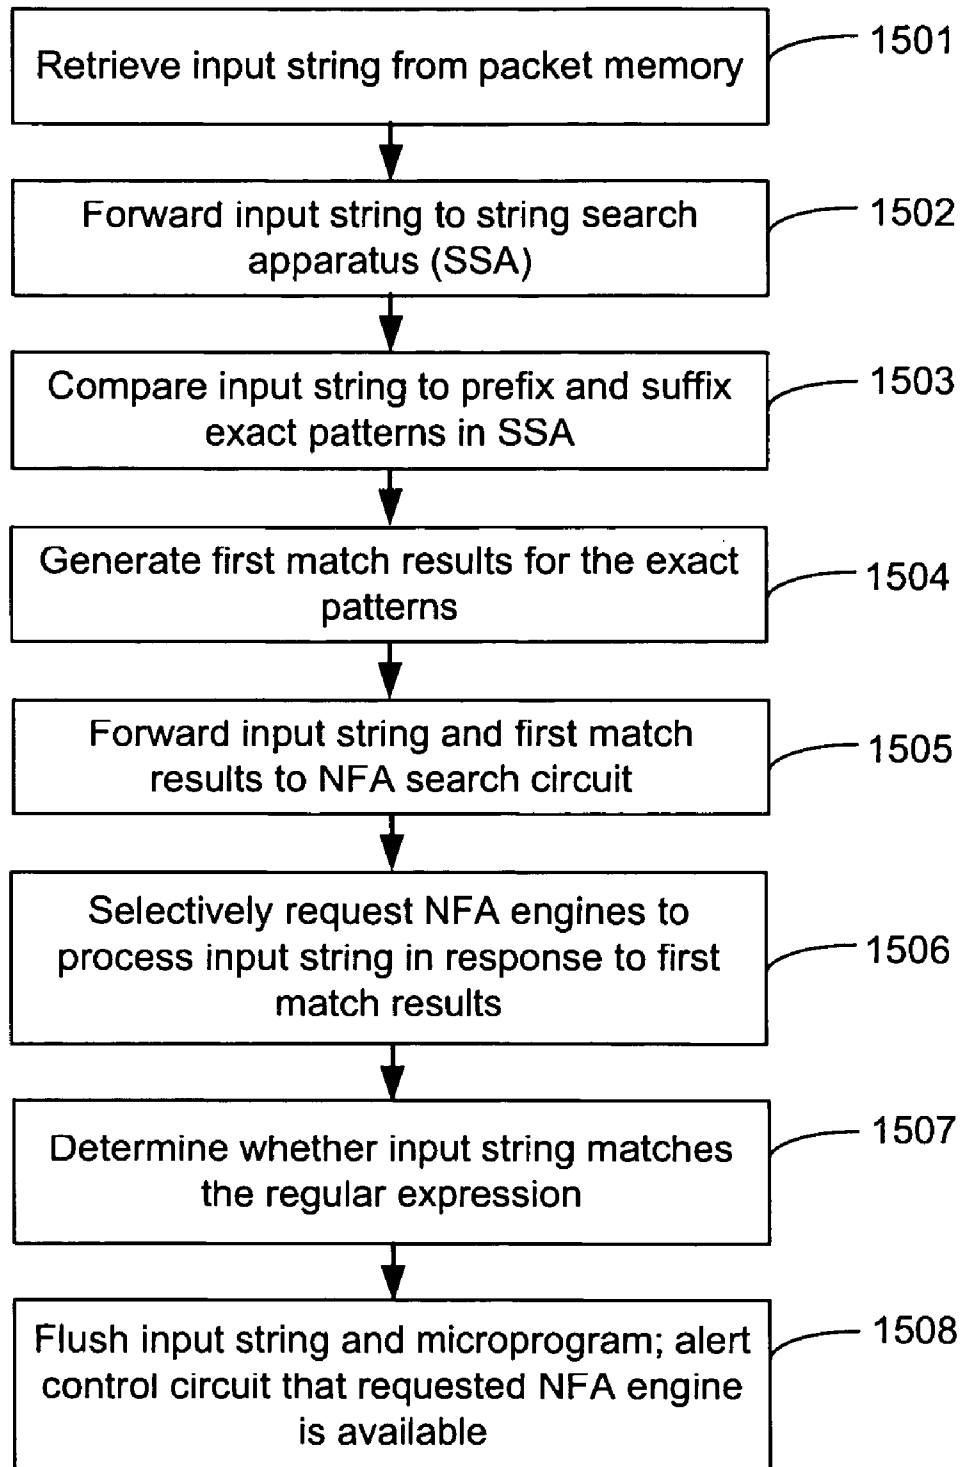 Retrieve input string from packet memory
1501
Forward input string to string search
apparatus (SSA)
1502
Compare input string to prefix and suffix
exact patterns in SSA
1503
Generate first match results for the exact
patterns
1504
Forward input string and first match
results to NFA search circuit
1505
Selectively request NFA engines to
process input string in response to first
match results
1506
Determine whether input string matches
the regular expression
1507
Flush input string and microprogram; alert
control circuit that requested NFA engine
is available
1508